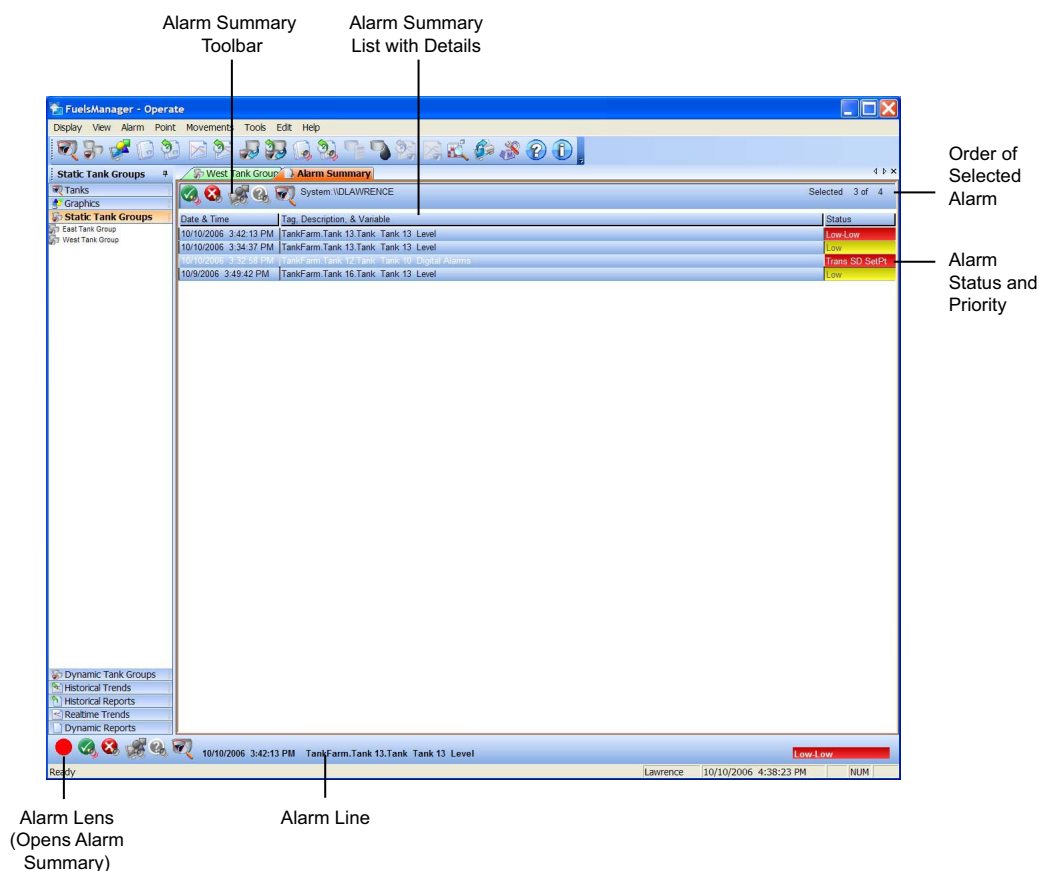 Alarm Summary
Toolbar
Alarm Summary
List with Details
FuelsManager - Operate
Display View Alarm Point Movements Tools Edit Help
Static Tank Groups
West Tank Group
Alarm Summary
Tanks
Graphics
Static Tank Groups
East Tank Group
West Tank Group
System:\\DLAWRENCE
Selected 3 of 4
Order of
Selected
Alarm
Date & Time Tag, Description, & Variable Status
10/10/2006 3:42:13 PM TankFarm.Tank 13.Tank Tank 13 Level Low-Low
10/10/2006 3:34:37 PM TankFarm.Tank 13.Tank Tank 13 Level Low
10/10/2006 3:32:58 PM TankFarm.Tank 12.Tank Tank 10 Digital Alarms Trans SD SetPt
10/9/2006 3:49:42 PM TankFarm.Tank 16.Tank Tank 13 Level Low
Alarm
Status and
Priority
Dynamic Tank Groups
Historical Trends
Historical Reports
Realtime Trends
Dynamic Reports
10/10/2006 3:42:13 PM TankFarm.Tank 13.Tank Tank 13 Level Low-Low
Ready Lawrence 10/10/2006 4:38:23 PM NUM
Alarm Lens
(Opens Alarm
Summary)
Alarm Line